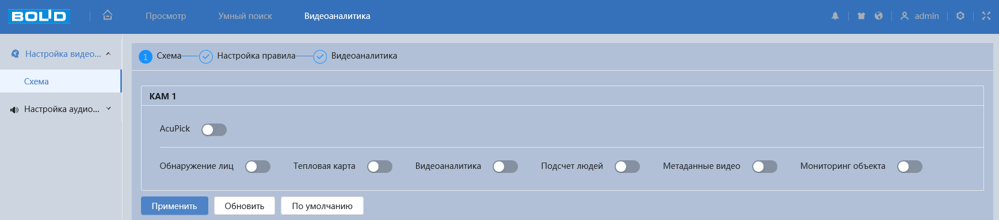 BOLID Просмотр Умный поиск Видеоаналитика admin
Настройка видео...
Схема
Настройка аудио...
1 Схема Настройка правила Видеоаналитика
КАМ 1
AcuPick
Обнаружение лиц Тепловая карта Видеоаналитика Подсчет людей Метаданные видео Мониторинг объекта
Применить Обновить По умолчанию